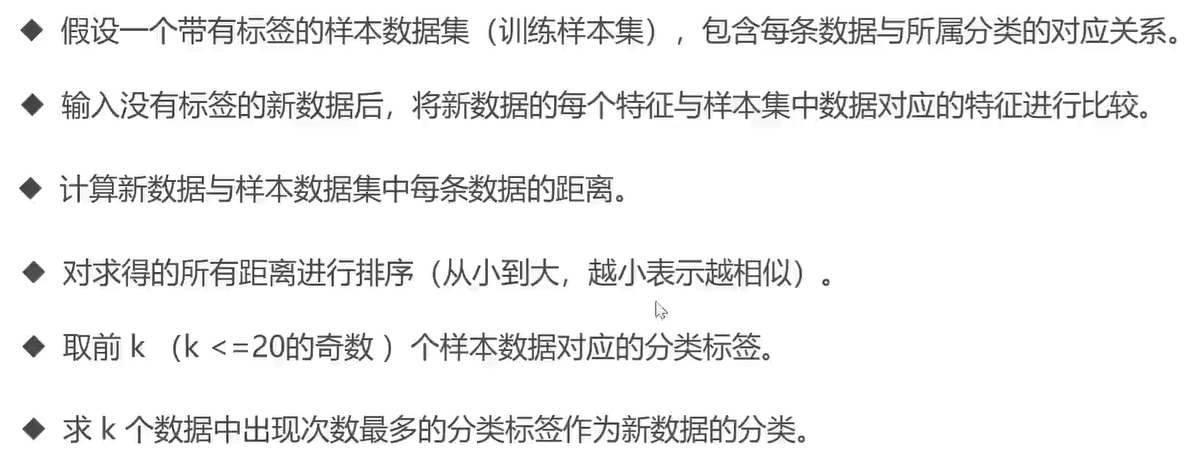 ◆ 假设一个带有标签的样本数据集（训练样本集），包含每条数据与所属分类的对应关系。
◆ 输入没有标签的新数据后，将新数据的每个特征与样本集中数据对应的特征进行比较。
◆ 计算新数据与样本数据集中每条数据的距离。
◆ 对求得的所有距离进行排序（从小到大，越小表示越相似）。
◆ 取前 k （k <=20的奇数 ）个样本数据对应的分类标签。
◆ 求 k 个数据中出现次数最多的分类标签作为新数据的分类。